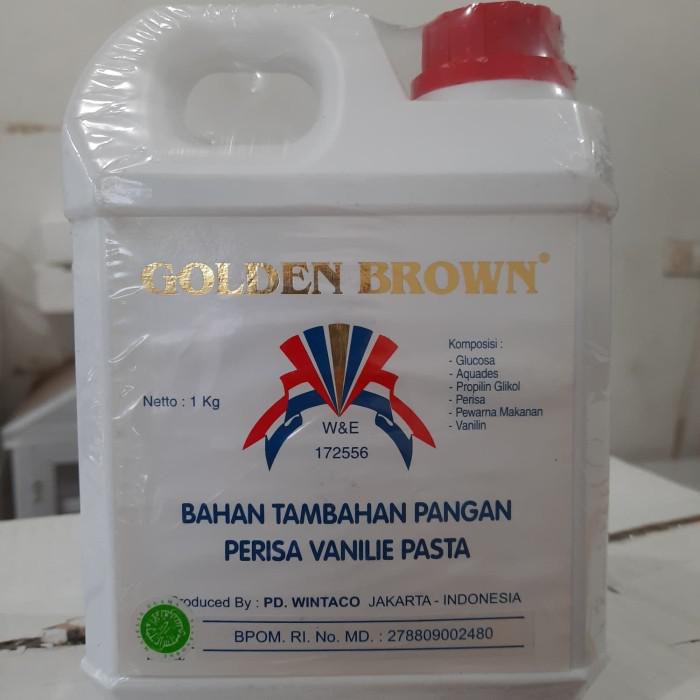 GOLDEN BROWN®
Komposisi :
- Glucosa
- Aquades
- Propilin Glikol
- Perisa
- Pewarna Makanan
- Vanilin
Netto : 1 Kg
W&E
172556
BAHAN TAMBAHAN PANGAN
PERISA VANILIE PASTA
Produced By : PD. WINTACO JAKARTA - INDONESIA
BPOM. RI. No. MD. : 278809002480